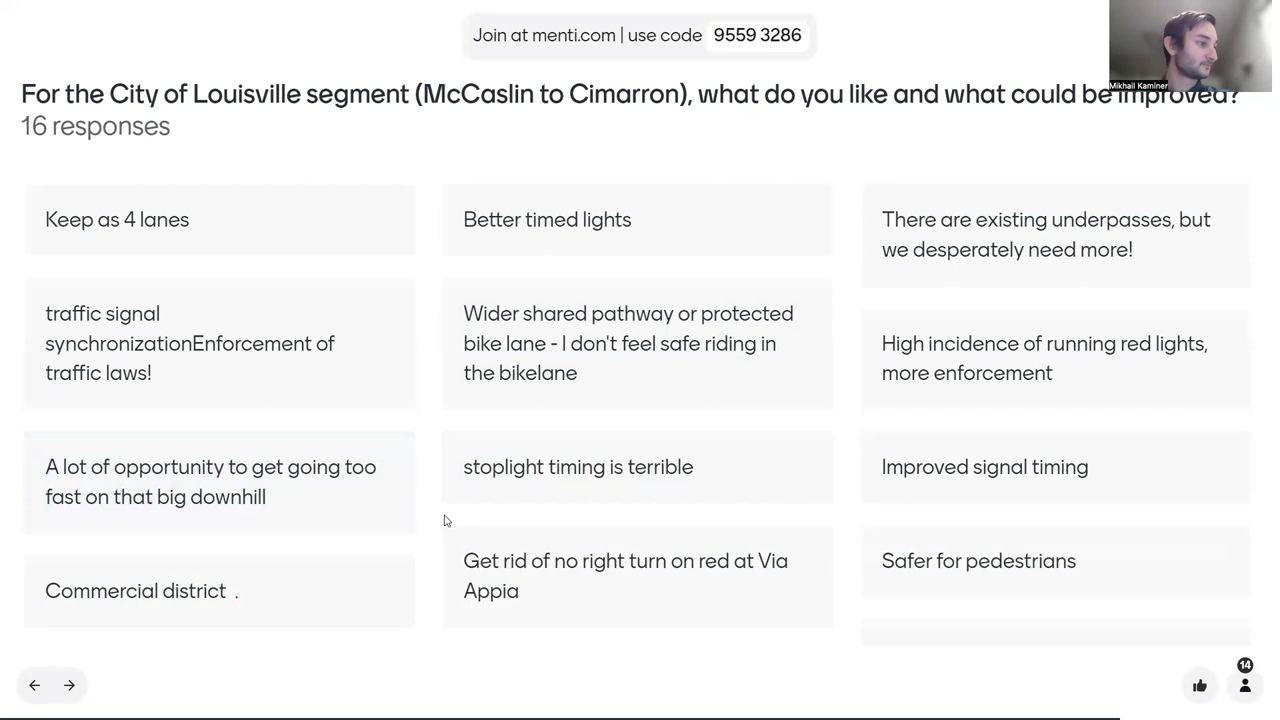 Join at menti.com | use code 9559 3286
Mikhail Kaminer
For the City of Louisville segment (McCaslin to Cimarron), what do you like and what could be improved?
16 responses
Keep as 4 lanes
traffic signal
synchronizationEnforcement of
traffic laws!
A lot of opportunity to get going too
fast on that big downhill
Commercial district .
Better timed lights
Wider shared pathway or protected
bike lane - I don't feel safe riding in
the bikelane
stoplight timing is terrible
Get rid of no right turn on red at Via
Appia
There are existing underpasses, but
we desperately need more!
High incidence of running red lights,
more enforcement
Improved signal timing
Safer for pedestrians
14